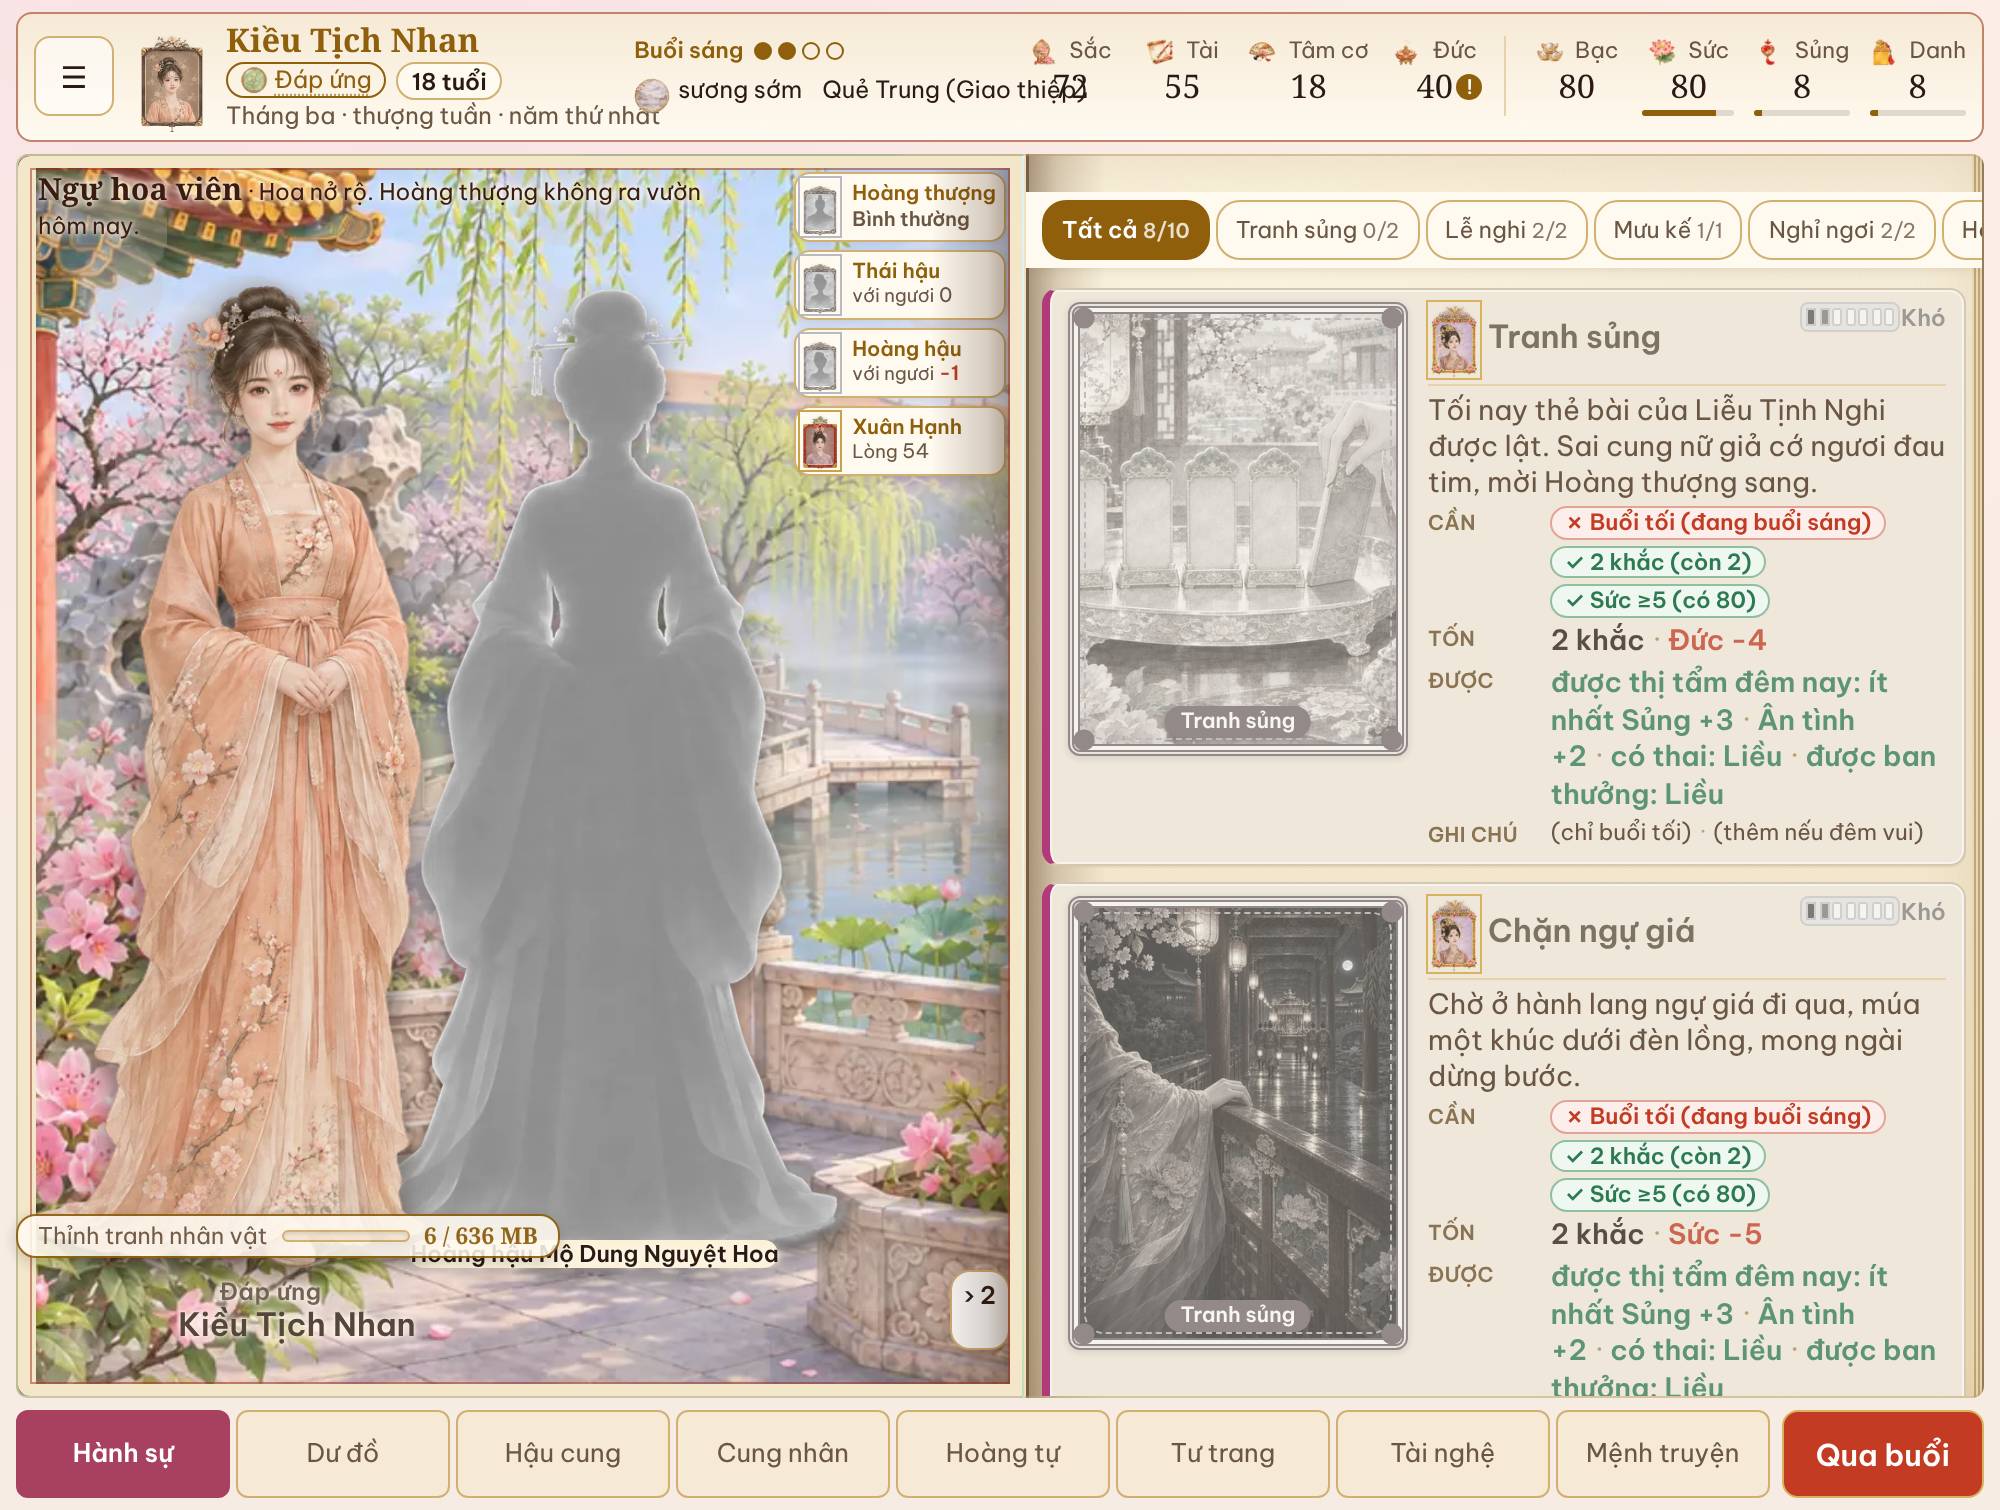 ☰
Kiều Tịch Nhan
Đáp ứng
18 tuổi
Tháng ba · thượng tuần · năm thứ nhất
Buổi sáng
sương sớm Quẻ Trung (Giao thiệp)
Sắc
72
Tài
55
Tâm cơ
18
Đức
40 !
Bạc
80
Sức
80
Sủng
8
Danh
8
Ngự hoa viên · Hoa nở rộ. Hoàng thượng không ra vườn
hôm nay.
Hoàng thượng
Bình thường
Thái hậu
với ngươi 0
Hoàng hậu
với ngươi -1
Xuân Hạnh
Lòng 54
Thỉnh tranh nhân vật 6 / 636 MB
Hoàng hậu Mộ Dung Nguyệt Hoa
Đáp ứng
Kiều Tịch Nhan
› 2
Tất cả 8/10
Tranh sủng 0/2
Lễ nghi 2/2
Mưu kế 1/1
Nghỉ ngơi 2/2
Tranh sủng
Khó
Tối nay thẻ bài của Liễu Tịnh Nghi
được lật. Sai cung nữ giả cớ ngươi đau
tim, mời Hoàng thượng sang.
CẦN
× Buổi tối (đang buổi sáng)
✓ 2 khắc (còn 2)
✓ Sức ≥5 (có 80)
TỐN
2 khắc · Đức -4
ĐƯỢC
được thị tẩm đêm nay: ít
nhất Sủng +3 · Ân tình
+2 · có thai: Liều · được ban
thưởng: Liều
GHI CHÚ
(chỉ buổi tối) · (thêm nếu đêm vui)
Tranh sủng
Chặn ngự giá
Khó
Chờ ở hành lang ngự giá đi qua, múa
một khúc dưới đèn lồng, mong ngài
dừng bước.
CẦN
× Buổi tối (đang buổi sáng)
✓ 2 khắc (còn 2)
✓ Sức ≥5 (có 80)
TỐN
2 khắc · Sức -5
ĐƯỢC
được thị tẩm đêm nay: ít
nhất Sủng +3 · Ân tình
+2 · có thai: Liều · được ban
thưởng: Liều
Tranh sủng
Hành sự
Dư đồ
Hậu cung
Cung nhân
Hoàng tự
Tư trang
Tài nghệ
Mệnh truyện
Qua buổi